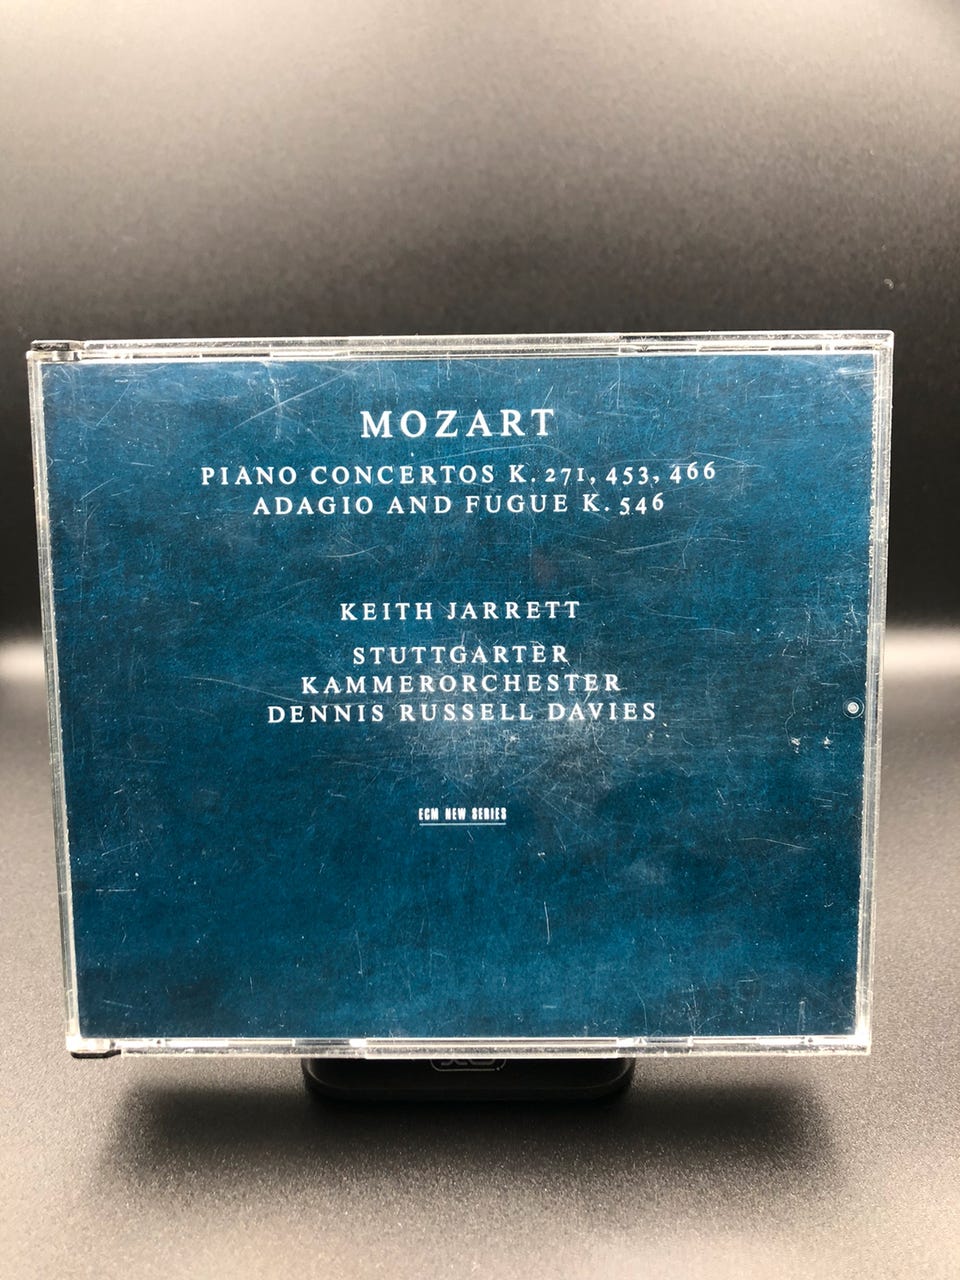 MOZART
PIANO CONCERTOS K. 271, 453, 466
ADAGIO AND FUGUE K. 546
KEITH JARRETT
STUTTGARTER
KAMMERORCHESTER
DENNIS RUSSELL DAVIES
ECM NEW SERIES